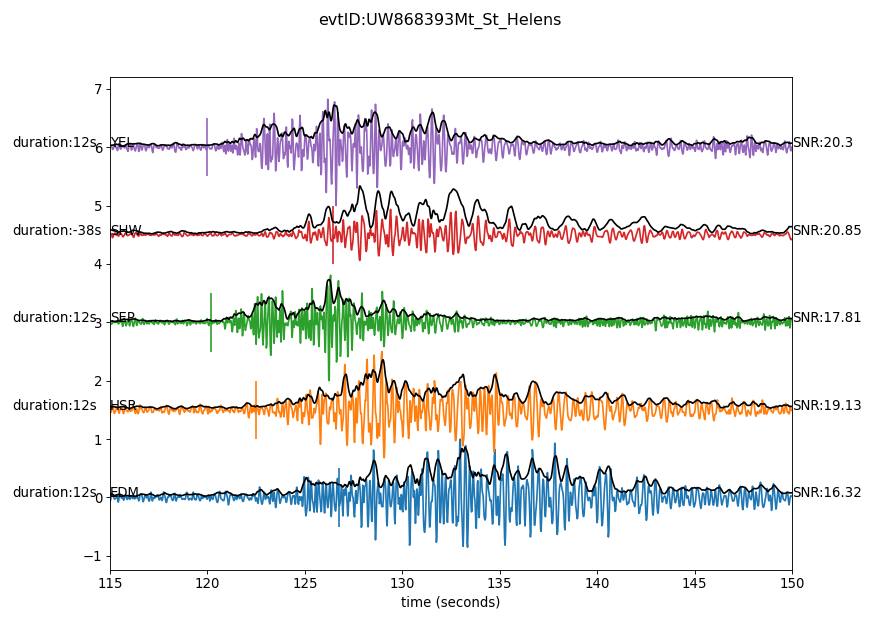 evtID:UW868393Mt_St_Helens
7
duration:12s YEL SNR:20.3
6
5
duration:-38s SHW SNR:20.85
4
duration:12s SEP SNR:17.81
3
2
duration:12s HSR SNR:19.13
1
duration:12s EDM SNR:16.32
0
−1
115 120 125 130 135 140 145 150
time (seconds)